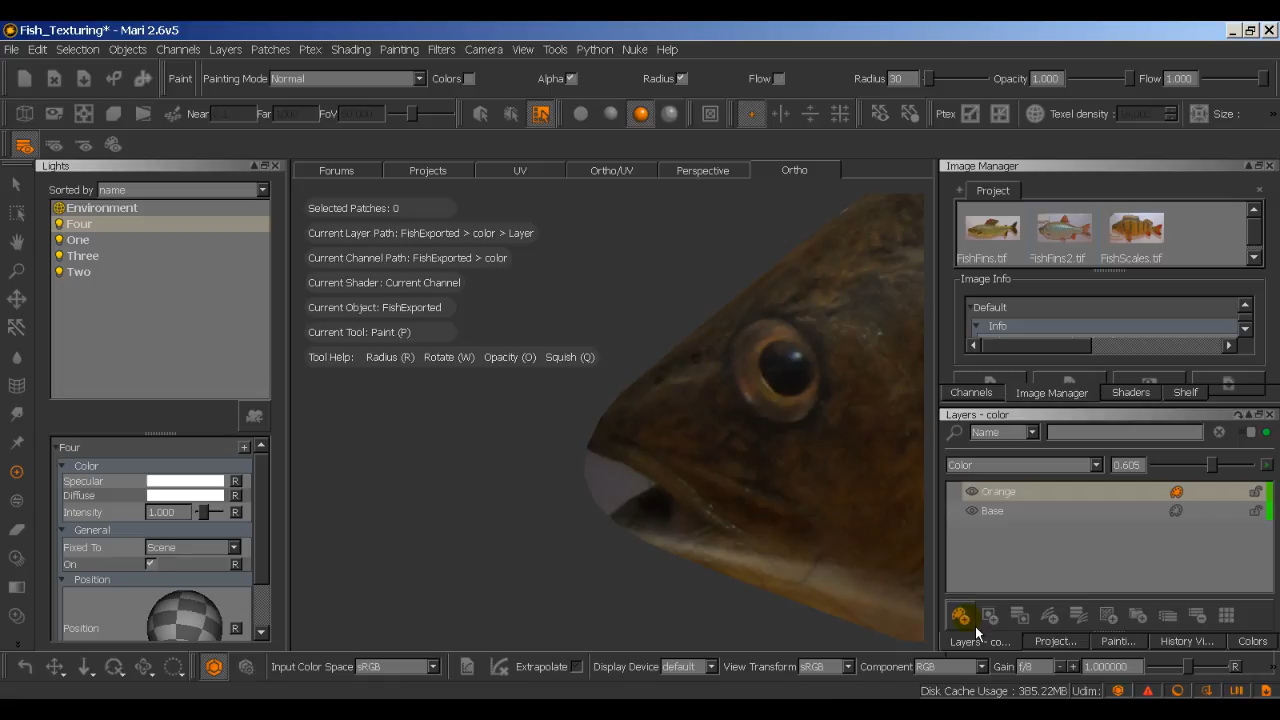 Fish_Texturing* - Mari 2.6v5
File Edit Selection Objects Channels Layers Patches Ptex Shading Painting Filters Camera View Tools Python Nuke Help
Paint Painting Mode Normal Colors Alpha Radius Flow Radius 30 Opacity 1.000 Flow 1.000
Near Far FoV Ptex Texel density: Size :
Lights
Sorted by name
Environment
Four
One
Three
Two
Four
Color
Specular R
Diffuse R
Intensity 1.000 R
General
Fixed To Scene R
On R
Position
Position R
Forums Projects UV Ortho/UV Perspective Ortho
Selected Patches: 0
Current Layer Path: FishExported > color > Layer
Current Channel Path: FishExported > color
Current Shader: Current Channel
Current Object: FishExported
Current Tool: Paint (P)
Tool Help: Radius (R) Rotate (W) Opacity (O) Squish (Q)
Image Manager
Project
FishFins.tif FishFins2.tif FishScales.tif
Image Info
Default
Info
Channels Image Manager Shaders Shelf
Layers - color
Name
Color 0.605
Orange
Base
Layers - co... Project... Painti... History Vi... Colors
Input Color Space sRGB Extrapolate Display Device default View Transform sRGB Component RGB Gain f/8 1.000000 R
Disk Cache Usage : 385.22MB Udim: